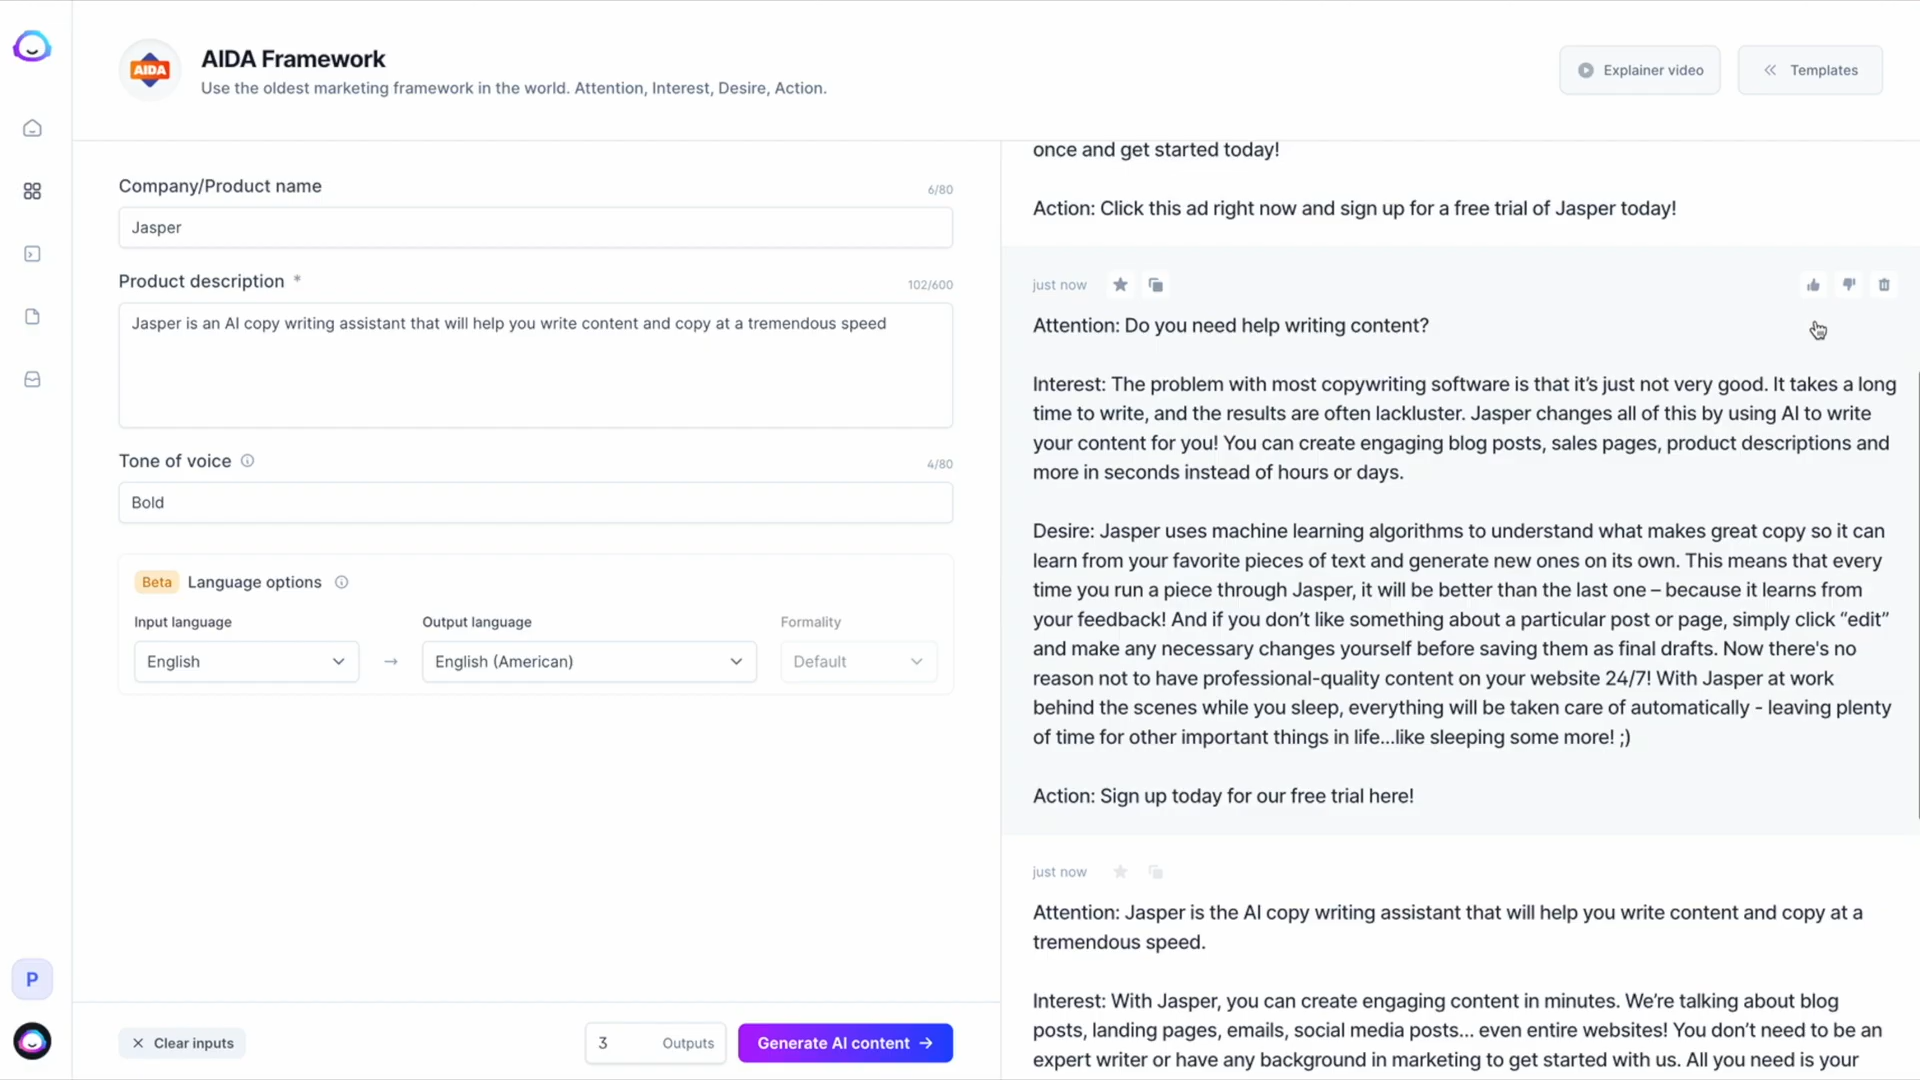 AIDA
AIDA Framework
Use the oldest marketing framework in the world. Attention, Interest, Desire, Action.
Explainer video
Templates
Company/Product name
6/80
Jasper
Product description *
102/600
Jasper is an AI copy writing assistant that will help you write content and copy at a tremendous speed
Tone of voice
4/80
Bold
Beta Language options
Input language
Output language
Formality
English
→
English (American)
Default
P
Clear inputs
3 Outputs
Generate AI content →
once and get started today!
Action: Click this ad right now and sign up for a free trial of Jasper today!
just now
Attention: Do you need help writing content?
Interest: The problem with most copywriting software is that it’s just not very good. It takes a long
time to write, and the results are often lackluster. Jasper changes all of this by using AI to write
your content for you! You can create engaging blog posts, sales pages, product descriptions and
more in seconds instead of hours or days.
Desire: Jasper uses machine learning algorithms to understand what makes great copy so it can
learn from your favorite pieces of text and generate new ones on its own. This means that every
time you run a piece through Jasper, it will be better than the last one – because it learns from
your feedback! And if you don’t like something about a particular post or page, simply click “edit”
and make any necessary changes yourself before saving them as final drafts. Now there's no
reason not to have professional-quality content on your website 24/7! With Jasper at work
behind the scenes while you sleep, everything will be taken care of automatically - leaving plenty
of time for other important things in life...like sleeping some more! ;)
Action: Sign up today for our free trial here!
just now
Attention: Jasper is the AI copy writing assistant that will help you write content and copy at a
tremendous speed.
Interest: With Jasper, you can create engaging content in minutes. We’re talking about blog
posts, landing pages, emails, social media posts... even entire websites! You don’t need to be an
expert writer or have any background in marketing to get started with us. All you need is your